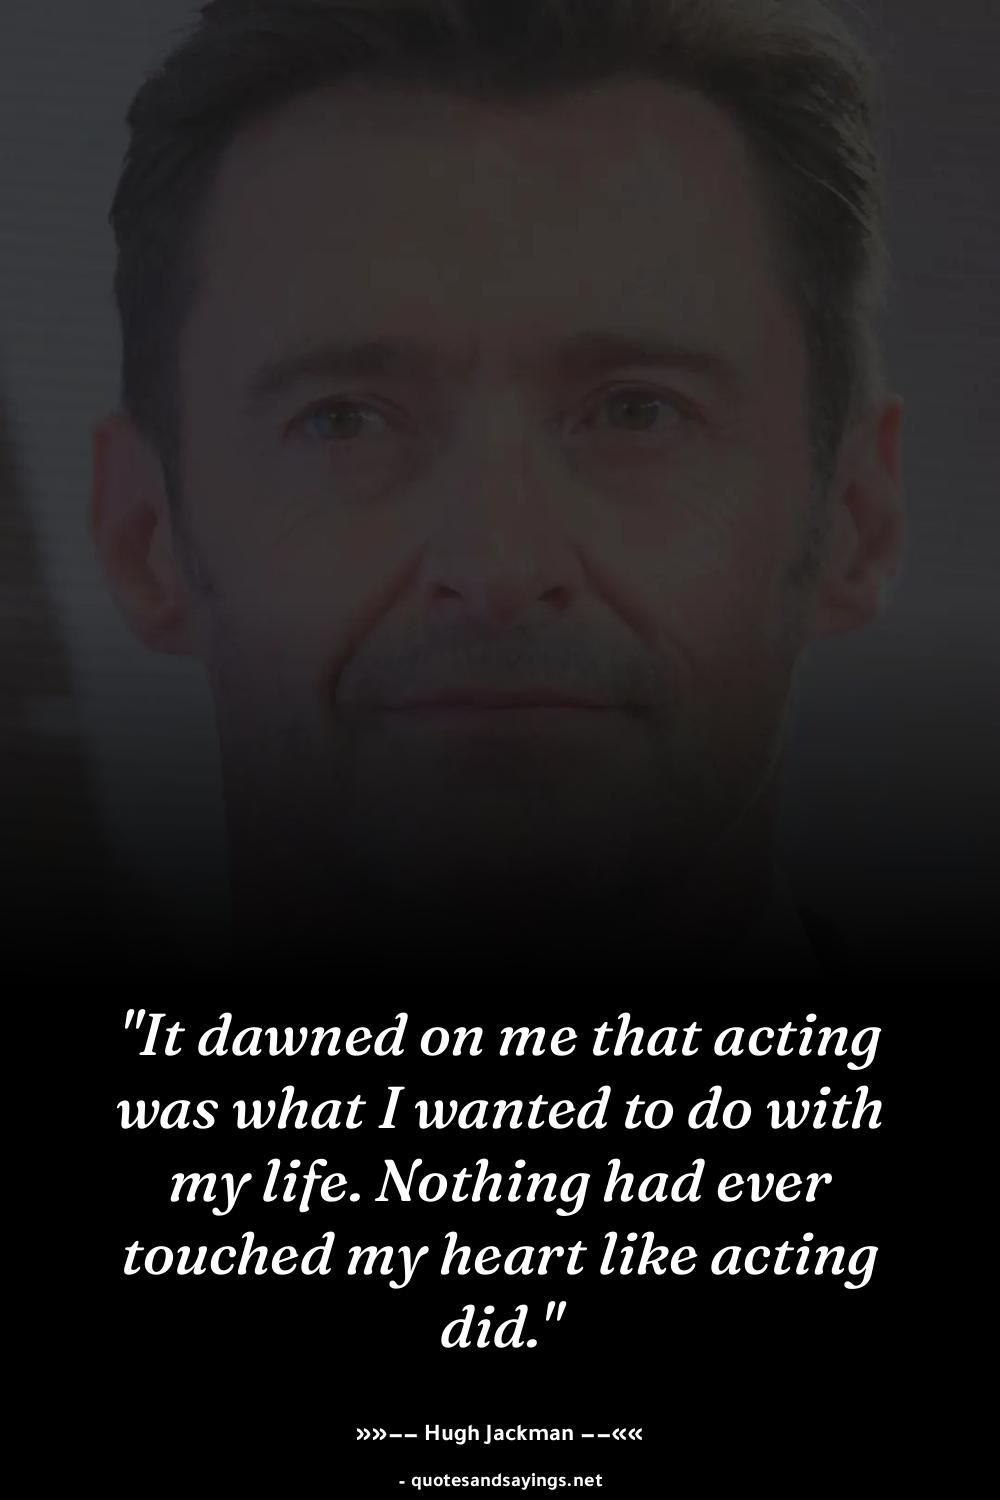 "It dawned on me that acting
was what I wanted to do with
my life. Nothing had ever
touched my heart like acting
did."
»»−− Hugh Jackman −−««
- quotesandsayings.net